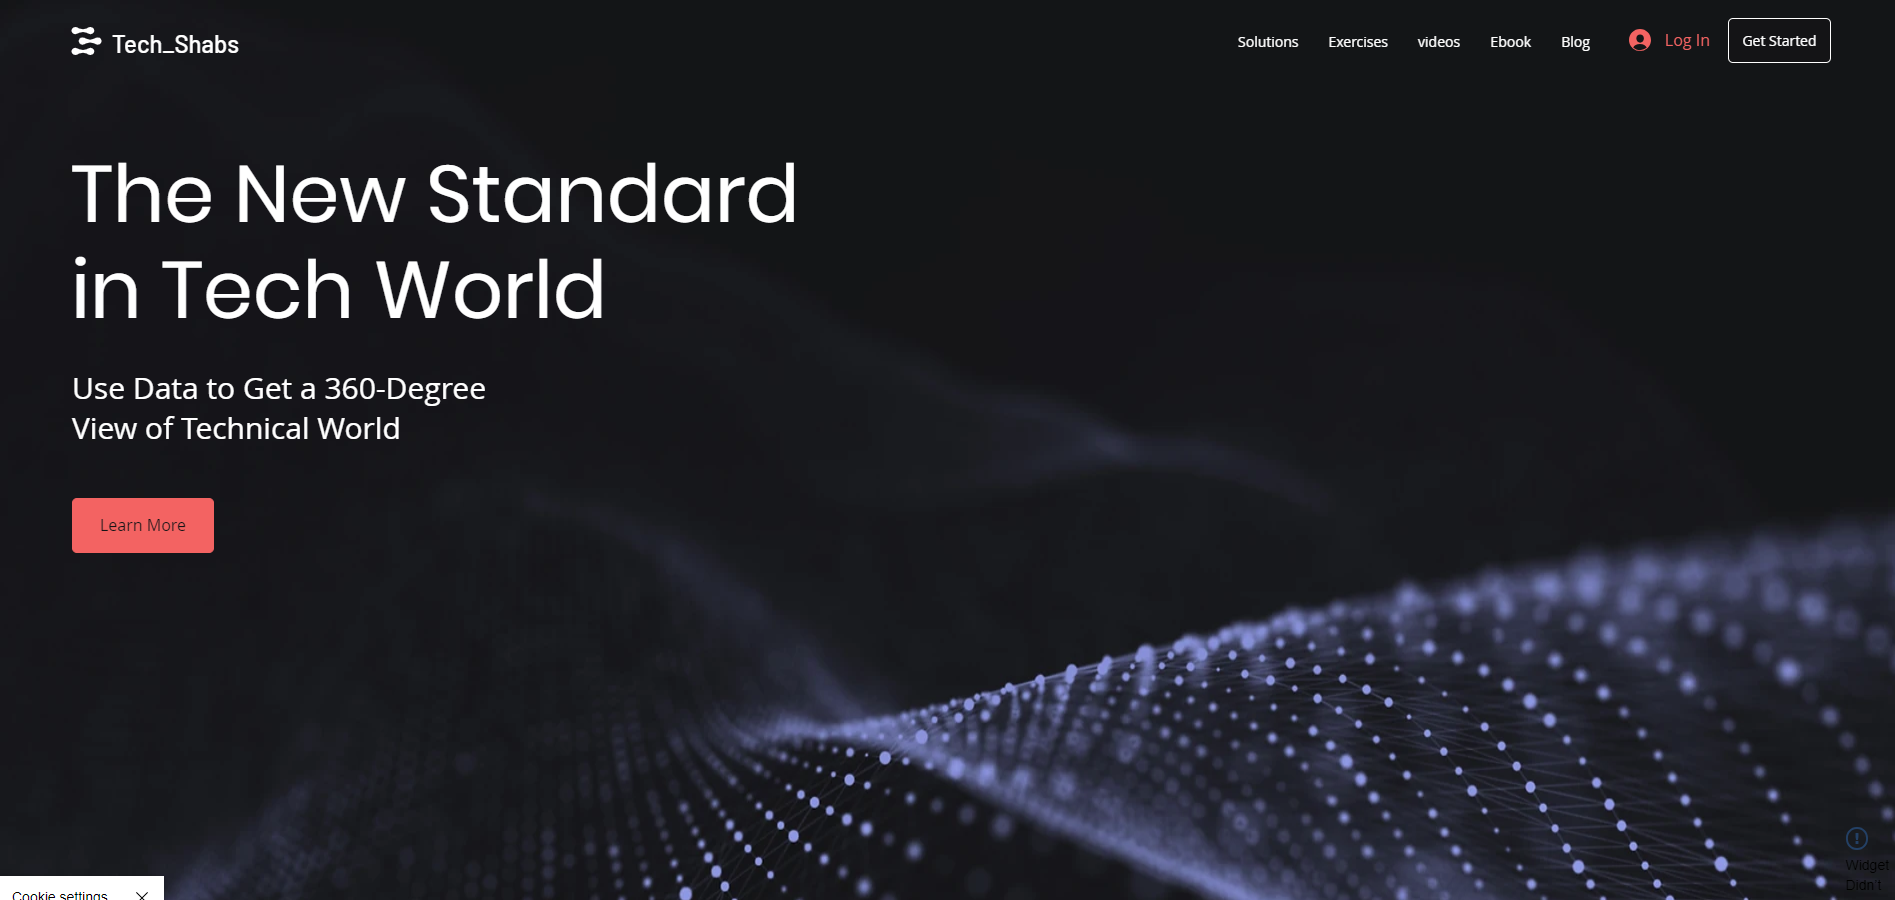 Tech_Shabs
Solutions
Exercises
videos
Ebook
Blog
Log In
Get Started
The New Standard
in Tech World
Use Data to Get a 360-Degree
View of Technical World
Learn More
Widget
Didn't
Cookie settings